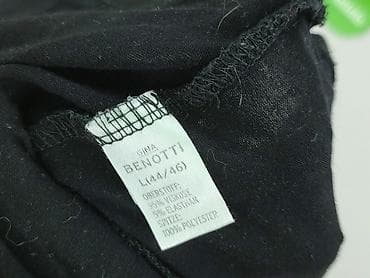 GINA
BENOTTI
L(44/46)
OBERSTOFF:
95% VISKOSE
5% ELASTHAN
SPITZE:
100% POLYESTER